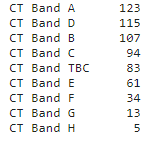 CT Band A 123
CT Band D 115
CT Band B 107
CT Band C 94
CT Band TBC 83
CT Band E 61
CT Band F 34
CT Band G 13
CT Band H 5